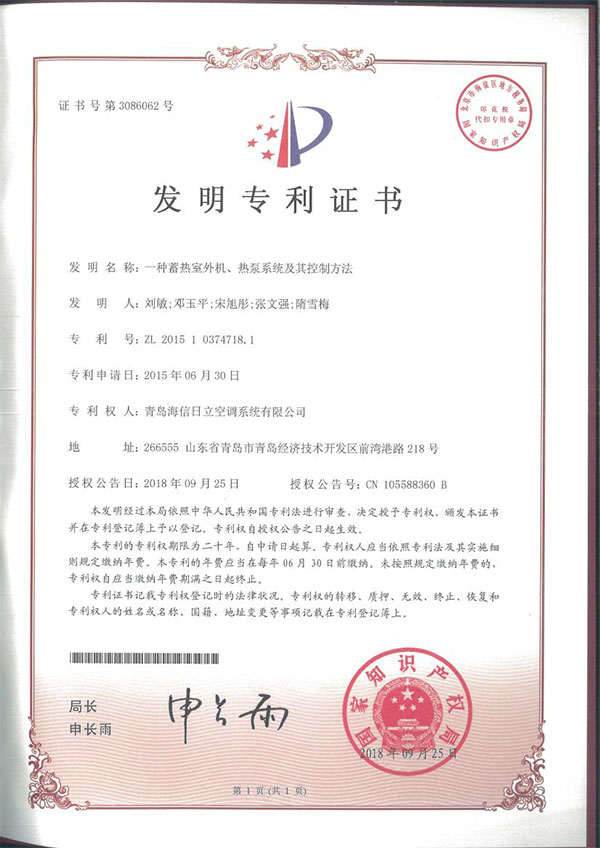 证书号第3086062号
北京市海淀区地方税务局
印花税
代扣专用章
国家知识产权局
发明专利证书
发明名称：一种蓄热室外机、热泵系统及其控制方法
发明人：刘敏;邓玉平;宋旭彤;张文强;隋雪梅
专利号：ZL 2015 1 0374718.1
专利申请日：2015年06月30日
专利权人：青岛海信日立空调系统有限公司
地址：266555 山东省青岛市青岛经济技术开发区前湾港路218号
授权公告日：2018年09月25日 授权公告号：CN 105588360 B
本发明经过本局依照中华人民共和国专利法进行审查，决定授予专利权，颁发本证书
并在专利登记簿上予以登记。专利权自授权公告之日起生效。
本专利的专利权期限为二十年，自申请日起算。专利权人应当依照专利法及其实施细
则规定缴纳年费。本专利的年费应当在每年06月30日前缴纳。未按照规定缴纳年费的，
专利权自应当缴纳年费期满之日起终止。
专利证书记载专利权登记时的法律状况。专利权的转移、质押、无效、终止、恢复和
专利权人的姓名或名称、国籍、地址变更等事项记载在专利登记簿上。
局长
申长雨
申长雨
国家知识产权局
2018年09月25日
第1页(共1页)